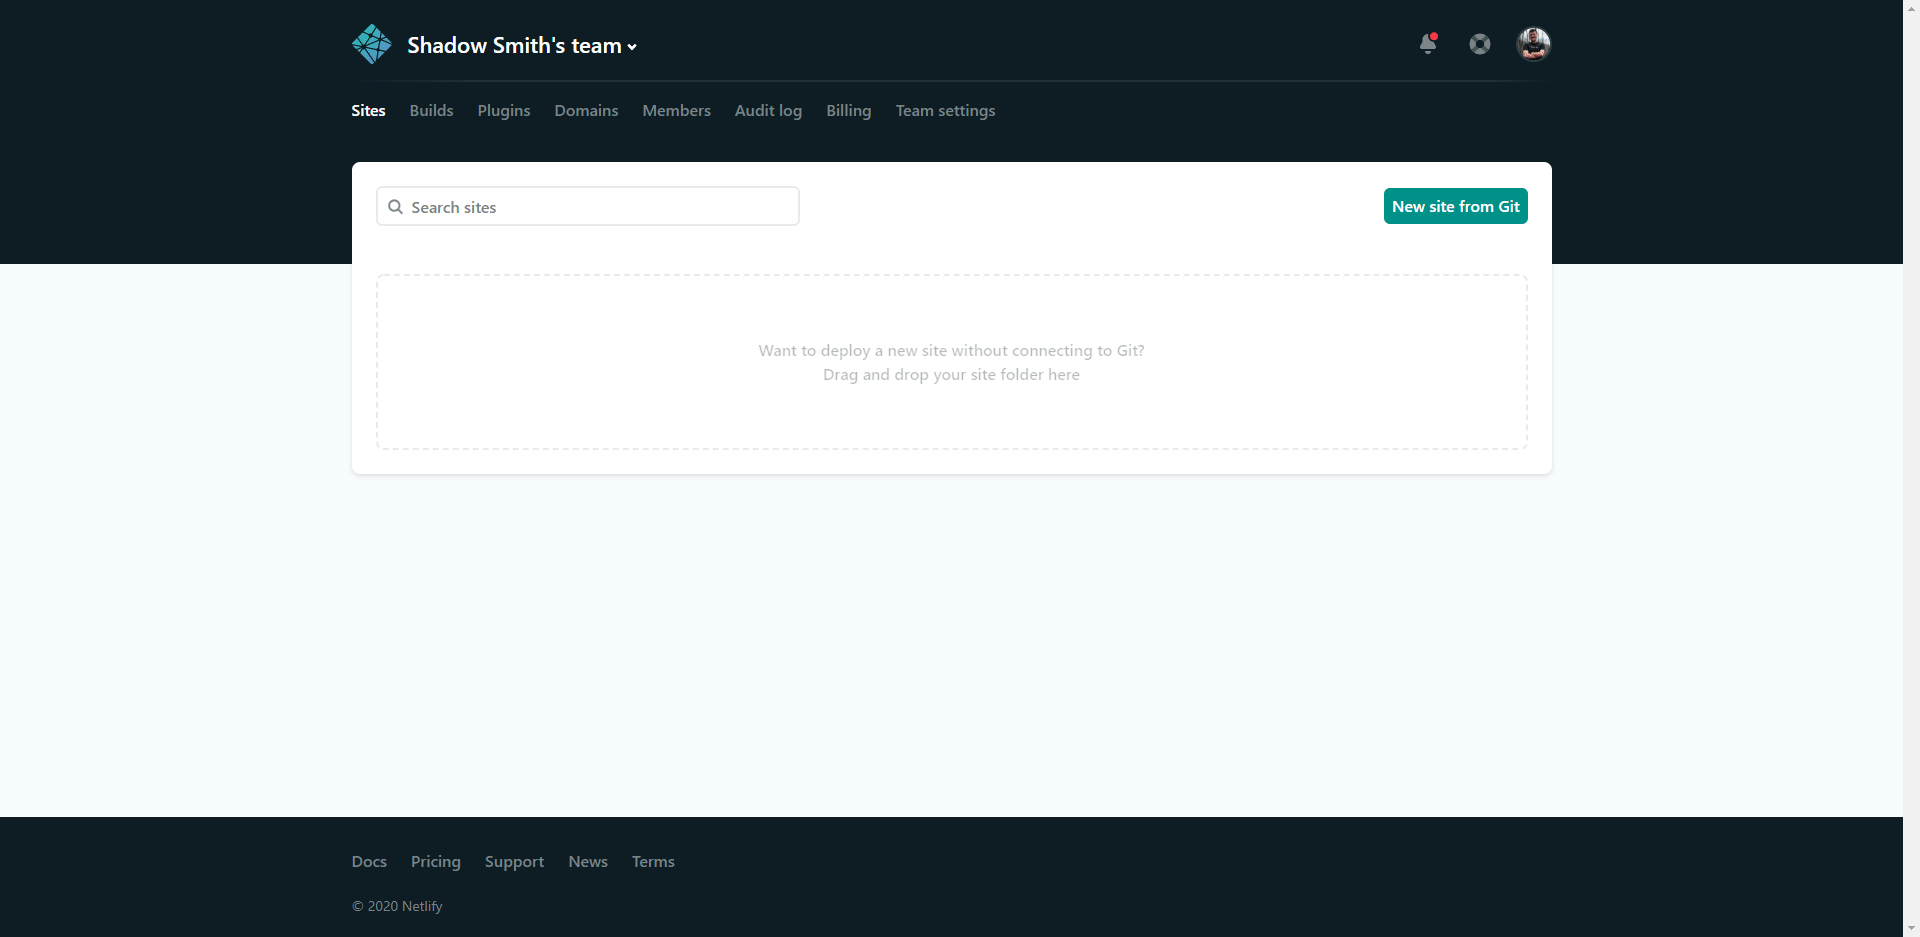 Shadow Smith's team
Sites Builds Plugins Domains Members Audit log Billing Team settings
Search sites
New site from Git
Want to deploy a new site without connecting to Git?
Drag and drop your site folder here
Docs Pricing Support News Terms
© 2020 Netlify